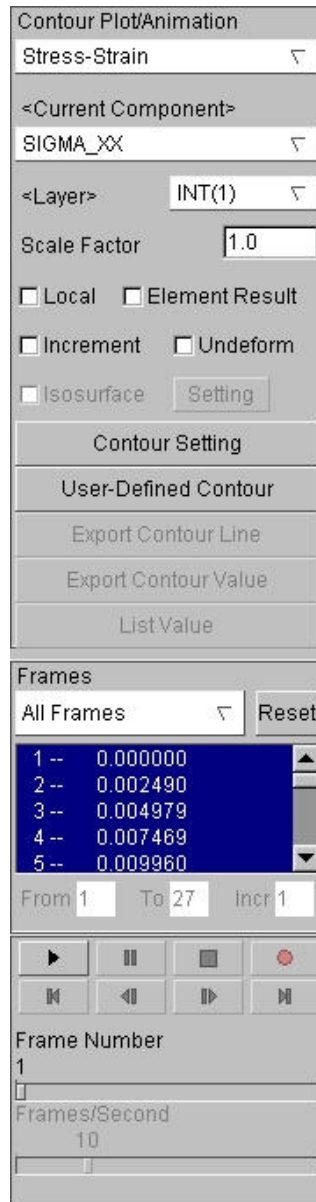 Contour Plot/Animation
Stress-Strain
<Current Component>
SIGMA_XX
<Layer> INT(1)
Scale Factor 1.0
Local Element Result
Increment Undeform
Isosurface Setting
Contour Setting
User-Defined Contour
Export Contour Line
Export Contour Value
List Value
Frames
All Frames Reset
1 -- 0.000000
2 -- 0.002490
3 -- 0.004979
4 -- 0.007469
5 -- 0.009960
From 1 To 27 Incr 1
Frame Number
1
Frames/Second
10